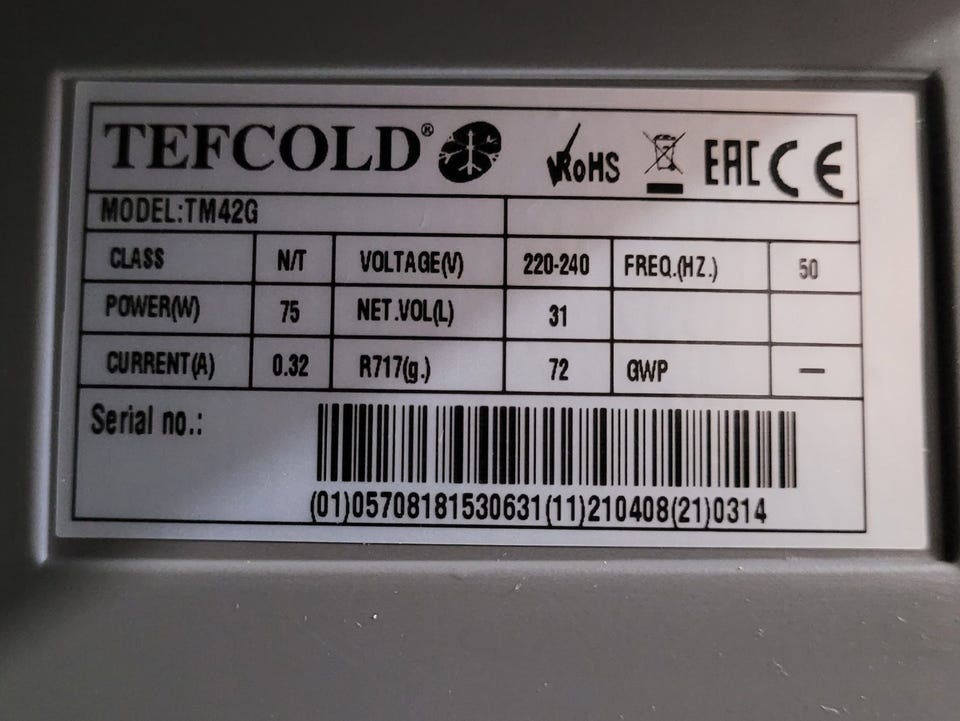 TEFCOLD® RoHS EAC CE
MODEL:TM42G
CLASS N/T VOLTAGE(V) 220-240 FREQ.(HZ.) 50
POWER(W) 75 NET.VOL(L) 31
CURRENT(A) 0.32 R717(g.) 72 GWP —
Serial no.:
(01)05708181530631(11)210408(21)0314